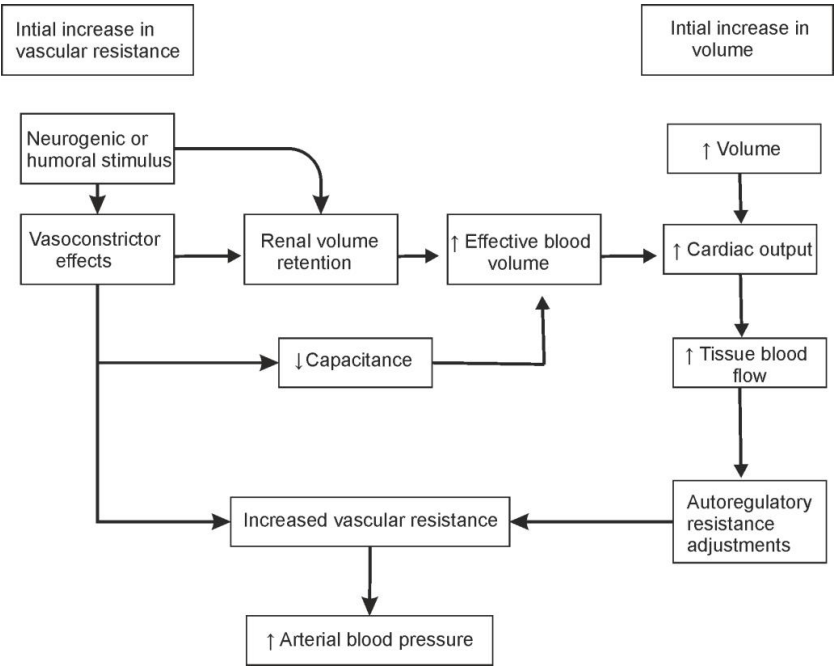 Intial increase in
vascular resistance
Intial increase in
volume
Neurogenic or
humoral stimulus
↑ Volume
Vasoconstrictor
effects
Renal volume
retention
↑ Effective blood
volume
↑ Cardiac output
↓ Capacitance
↑ Tissue blood
flow
Increased vascular resistance
Autoregulatory
resistance
adjustments
↑ Arterial blood pressure